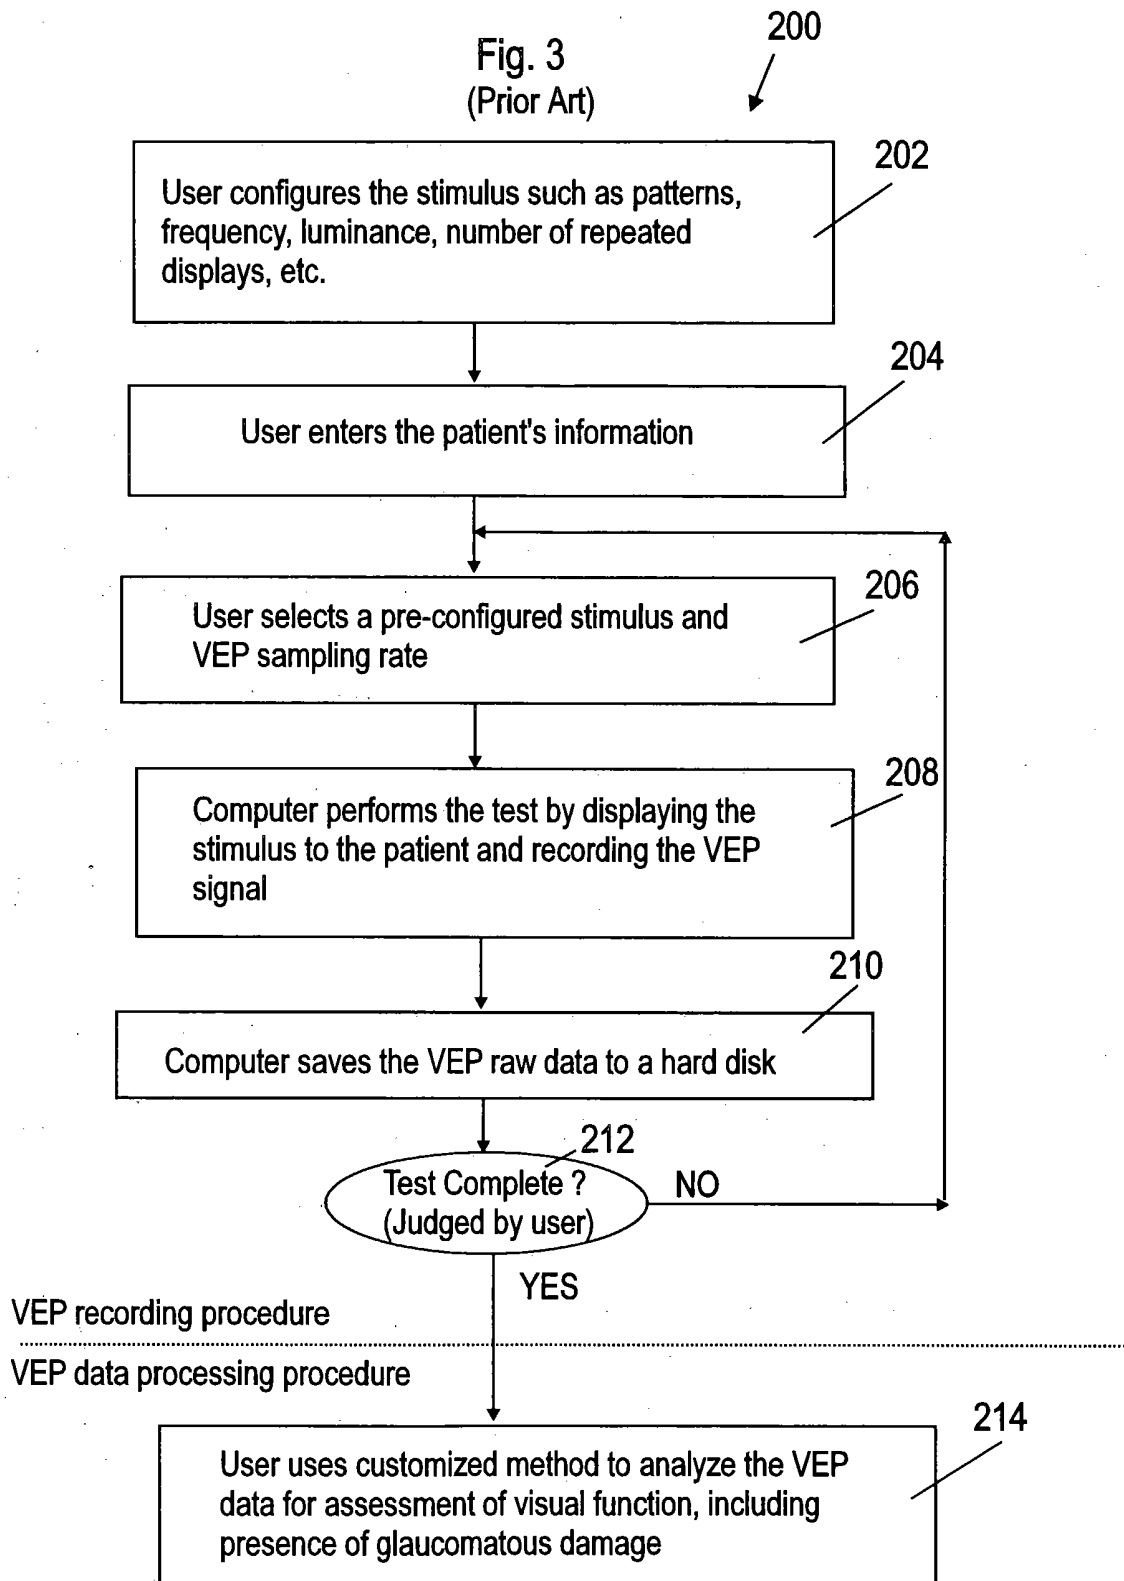 200
Fig. 3
(Prior Art)
202
User configures the stimulus such as patterns,
frequency, luminance, number of repeated
displays, etc.
204
User enters the patient's information
206
User selects a pre-configured stimulus and
VEP sampling rate
208
Computer performs the test by displaying the
stimulus to the patient and recording the VEP
signal
210
Computer saves the VEP raw data to a hard disk
212
Test Complete ?
(Judged by user)
NO
YES
VEP recording procedure
VEP data processing procedure
214
User uses customized method to analyze the VEP
data for assessment of visual function, including
presence of glaucomatous damage